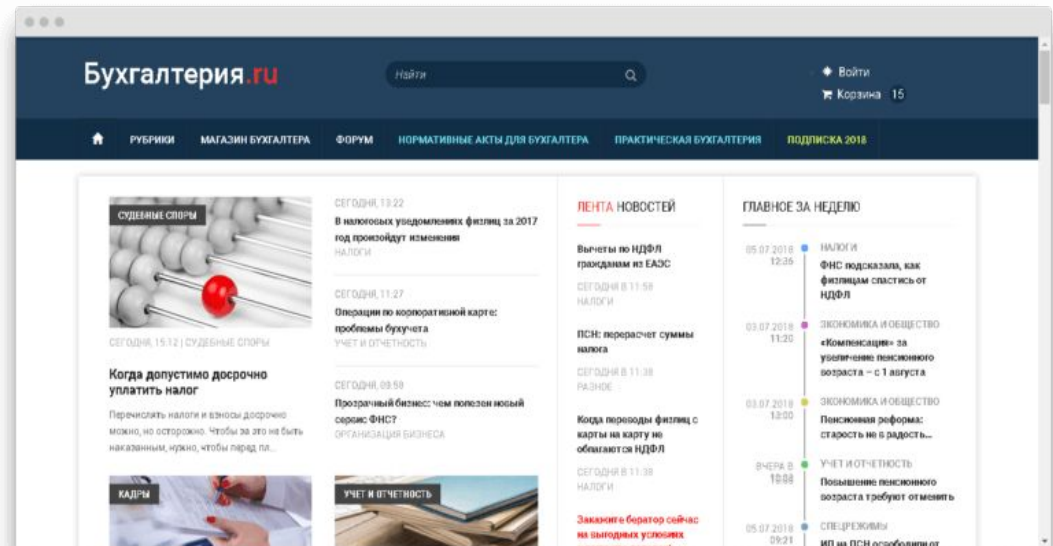 Бухгалтерия.ru
Найти
Войти
Корзина 15
РУБРИКИ
МАГАЗИН БУХГАЛТЕРА
ФОРУМ
НОРМАТИВНЫЕ АКТЫ ДЛЯ БУХГАЛТЕРА
ПРАКТИЧЕСКАЯ БУХГАЛТЕРИЯ
ПОДПИСКА 2018
СУДЕБНЫЕ СПОРЫ
СЕГОДНЯ, 15:12 | СУДЕБНЫЕ СПОРЫ
Когда допустимо досрочно
уплатить налог
Перечислять налоги и взносы досрочно
можно, но осторожно. Чтобы за это не быть
наказанным, нужно, чтобы перед пл...
КАДРЫ
СЕГОДНЯ, 13:22
В налоговых уведомлениях физлиц за 2017
год произойдут изменения
НАЛОГИ
СЕГОДНЯ, 11:27
Операции по корпоративной карте:
проблемы бухучета
УЧЕТ И ОТЧЕТНОСТЬ
СЕГОДНЯ, 09:58
Прозрачный бизнес: чем полезен новый
сервис ФНС?
ОРГАНИЗАЦИЯ БИЗНЕСА
УЧЕТ И ОТЧЕТНОСТЬ
ЛЕНТА НОВОСТЕЙ
Вычеты по НДФЛ
гражданам из ЕАЭС
СЕГОДНЯ В 11:58
НАЛОГИ
ПСН: перерасчет суммы
налога
СЕГОДНЯ В 11:38
РАЗНОЕ
Когда переводы физлиц с
карты на карту не
облагаются НДФЛ
СЕГОДНЯ В 11:38
НАЛОГИ
Закажите бератор сейчас
на выгодных условиях
ГЛАВНОЕ ЗА НЕДЕЛЮ
05.07.2018 НАЛОГИ
12:36
ФНС подсказала, как
физлицам спастись от
НДФЛ
03.07.2018 ЭКОНОМИКА И ОБЩЕСТВО
11:20
«Компенсация» за
увеличение пенсионного
возраста – с 1 августа
03.07.2018 ЭКОНОМИКА И ОБЩЕСТВО
13:00
Пенсионная реформа:
старость не в радость...
ВЧЕРА В УЧЕТ И ОТЧЕТНОСТЬ
10:08
Повышение пенсионного
возраста требуют отменить
05.07.2018 СПЕЦРЕЖИМЫ
09:21
ИП на ПСН освободили от